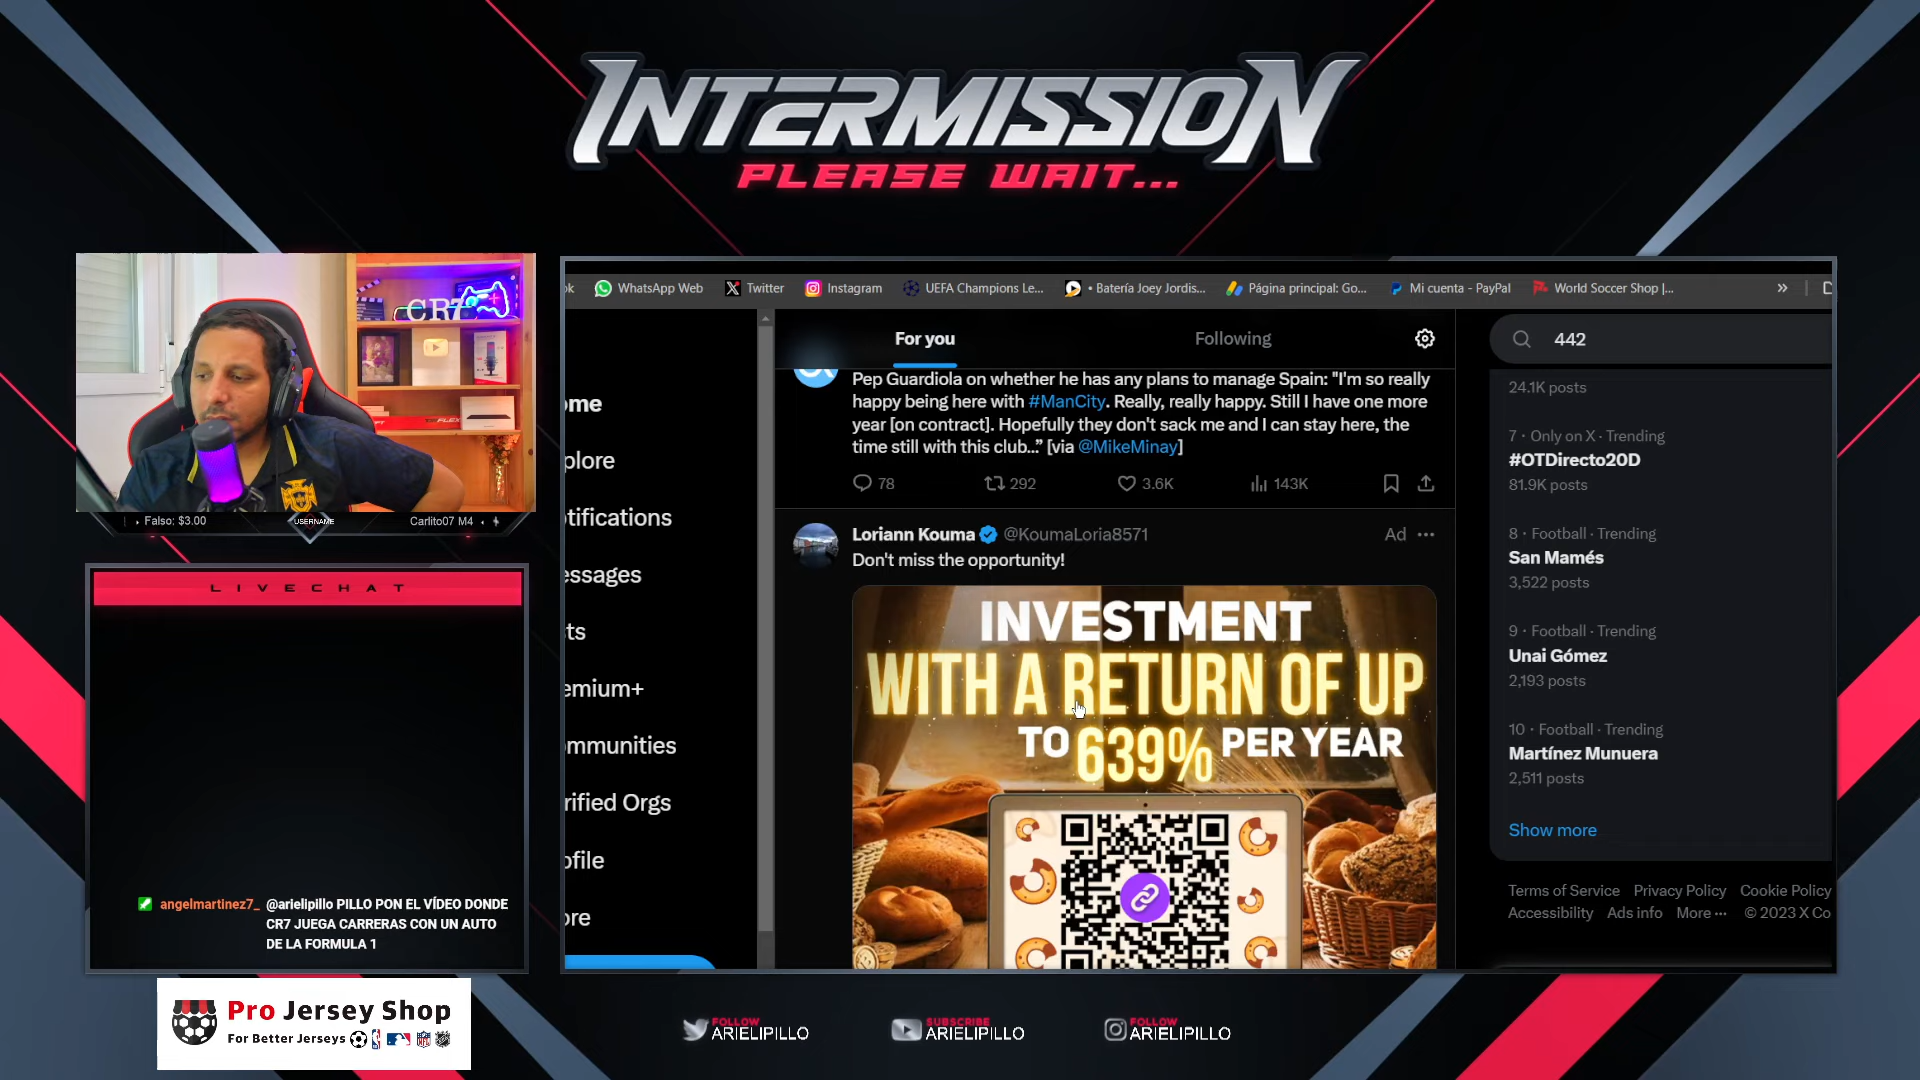 INTERMISSION
PLEASE WAIT...
CR7
Falso: $3.00
USERNAME
Carlito07 M4
LIVECHAT
angelmartinez7_ @arielipillo PILLO PON EL VÍDEO DONDE
CR7 JUEGA CARRERAS CON UN AUTO
DE LA FORMULA 1
Pro Jersey Shop
For Better Jerseys
ok
WhatsApp Web
Twitter
Instagram
UEFA Champions Le...
• Batería Joey Jordis...
Página principal: Go...
Mi cuenta - PayPal
World Soccer Shop |...
ome
plore
tifications
essages
ts
emium+
mmunities
rified Orgs
ofile
ore
For you
Following
Pep Guardiola on whether he has any plans to manage Spain: "I'm so really
happy being here with #ManCity. Really, really happy. Still I have one more
year [on contract]. Hopefully they don't sack me and I can stay here, the
time still with this club..." [via @MikeMinay]
78
292
3.6K
143K
Loriann Kouma @KoumaLoria8571
Ad
Don't miss the opportunity!
INVESTMENT
WITH A RETURN OF UP
TO 639% PER YEAR
442
24.1K posts
7 · Only on X · Trending
#OTDirecto20D
81.9K posts
8 · Football · Trending
San Mamés
3,522 posts
9 · Football · Trending
Unai Gómez
2,193 posts
10 · Football · Trending
Martínez Munuera
2,511 posts
Show more
Terms of Service Privacy Policy Cookie Policy
Accessibility Ads info More ··· © 2023 X Co
FOLLOW
ARIELIPILLO
SUBSCRIBE
ARIELIPILLO
FOLLOW
ARIELIPILLO